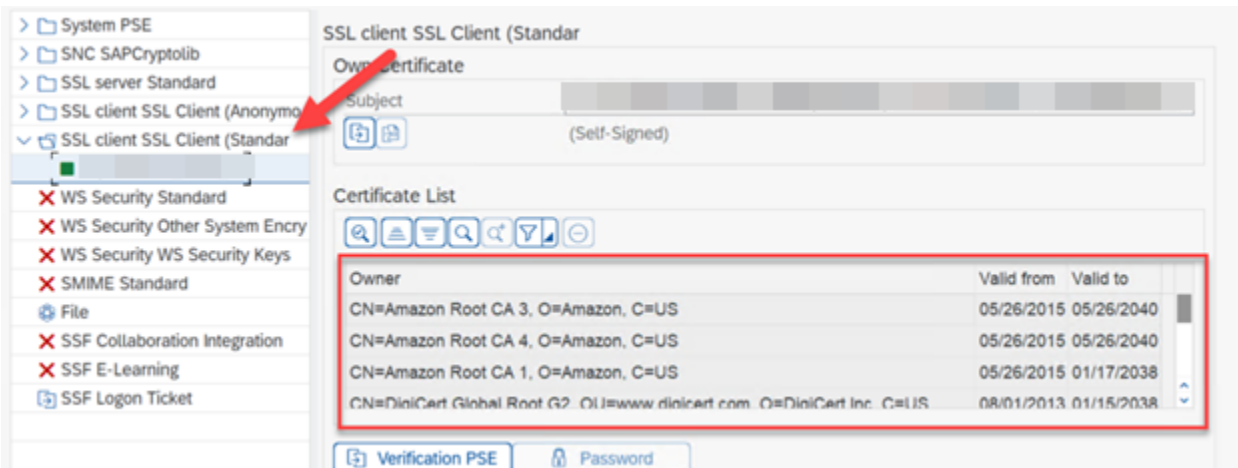 System PSE
SNC SAPCryptolib
SSL server Standard
SSL client SSL Client (Anonymo
SSL client SSL Client (Standar
WS Security Standard
WS Security Other System Encry
WS Security WS Security Keys
SMIME Standard
File
SSF Collaboration Integration
SSF E-Learning
SSF Logon Ticket
SSL client SSL Client (Standar
Own Certificate
Subject
(Self-Signed)
Certificate List
Owner Valid from Valid to
CN=Amazon Root CA 3, O=Amazon, C=US 05/26/2015 05/26/2040
CN=Amazon Root CA 4, O=Amazon, C=US 05/26/2015 05/26/2040
CN=Amazon Root CA 1, O=Amazon, C=US 05/26/2015 01/17/2038
CN=DigiCert Global Root G2, OU=www.digicert.com, O=DigiCert Inc, C=US 08/01/2013 01/15/2038
Verification PSE Password